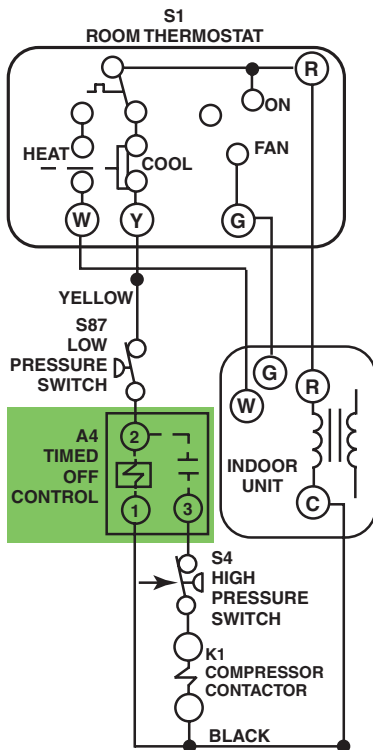 S1
ROOM THERMOSTAT
R
ON
HEAT
COOL
FAN
W
Y
G
YELLOW
S87
LOW
PRESSURE
SWITCH
G
R
W
A4
TIMED
OFF
CONTROL
2
1
3
INDOOR
UNIT
C
S4
HIGH
PRESSURE
SWITCH
K1
COMPRESSOR
CONTACTOR
BLACK